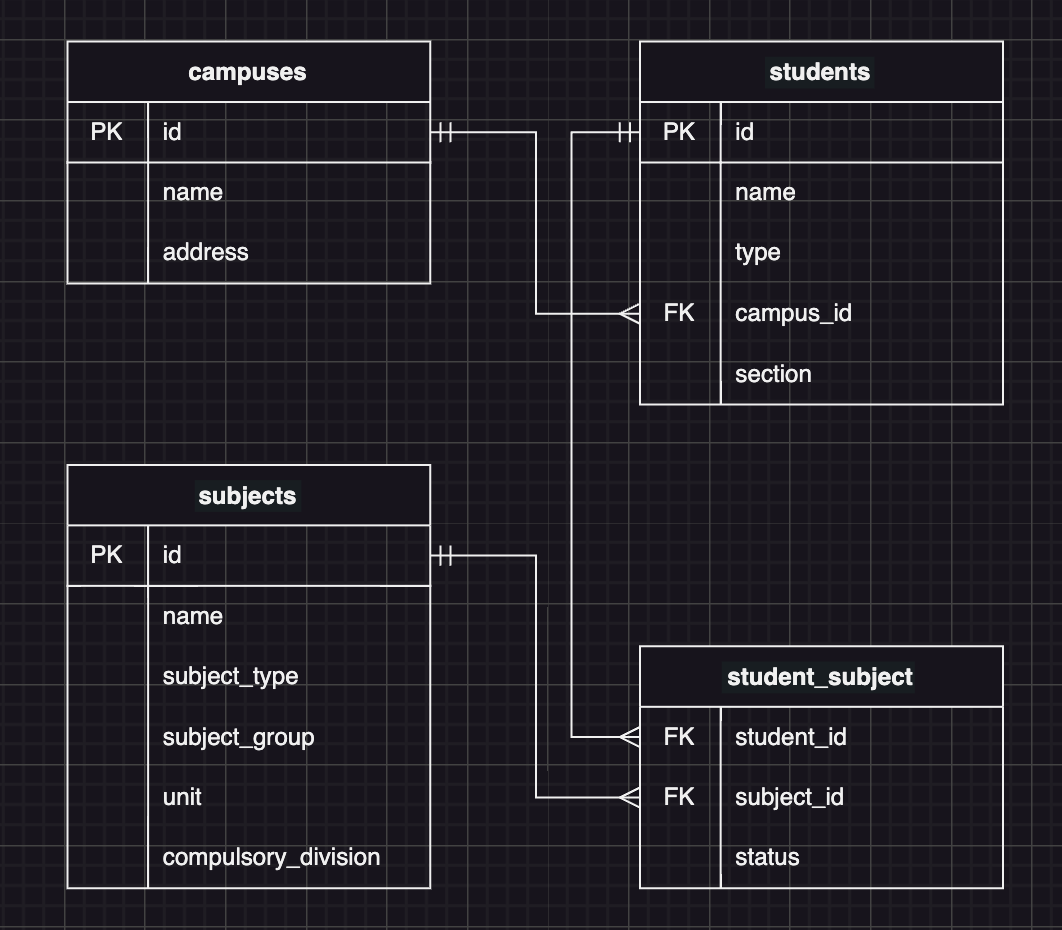 campuses
PK id
name
address
students
PK id
name
type
FK campus_id
section
subjects
PK id
name
subject_type
subject_group
unit
compulsory_division
student_subject
FK student_id
FK subject_id
status